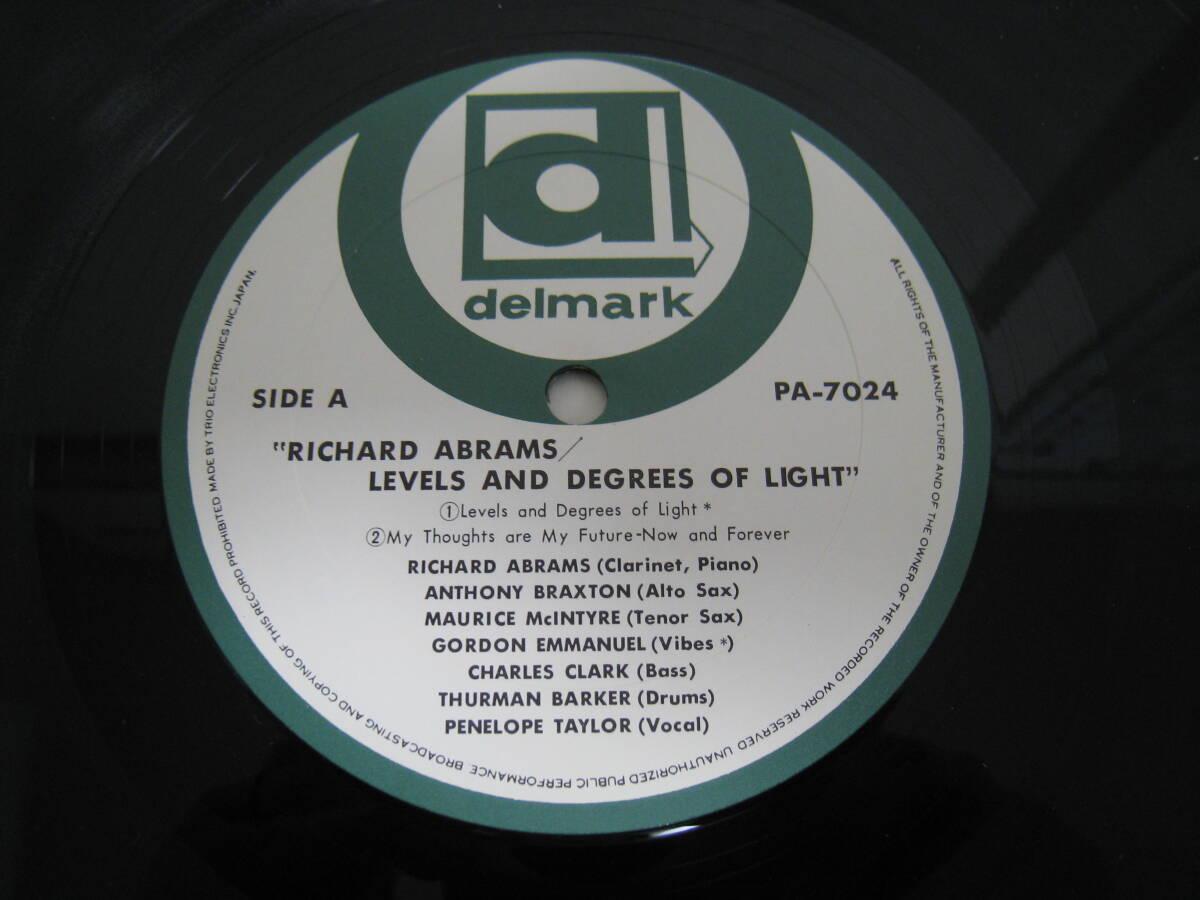 delmark
SIDE A
PA-7024
"RICHARD ABRAMS/
LEVELS AND DEGREES OF LIGHT"
①Levels and Degrees of Light *
②My Thoughts are My Future-Now and Forever
RICHARD ABRAMS (Clarinet, Piano)
ANTHONY BRAXTON (Alto Sax)
MAURICE McINTYRE (Tenor Sax)
GORDON EMMANUEL (Vibes *)
CHARLES CLARK (Bass)
THURMAN BARKER (Drums)
PENELOPE TAYLOR (Vocal)
ALL RIGHTS OF THE MANUFACTURER AND OF THE OWNER OF THE RECORDED WORK RESERVED UNAUTHORIZED PUBLIC PERFORMANCE BROADCASTING AND COPYING OF THIS RECORD PROHIBITED MADE BY TRIO ELECTRONICS INC. JAPAN.